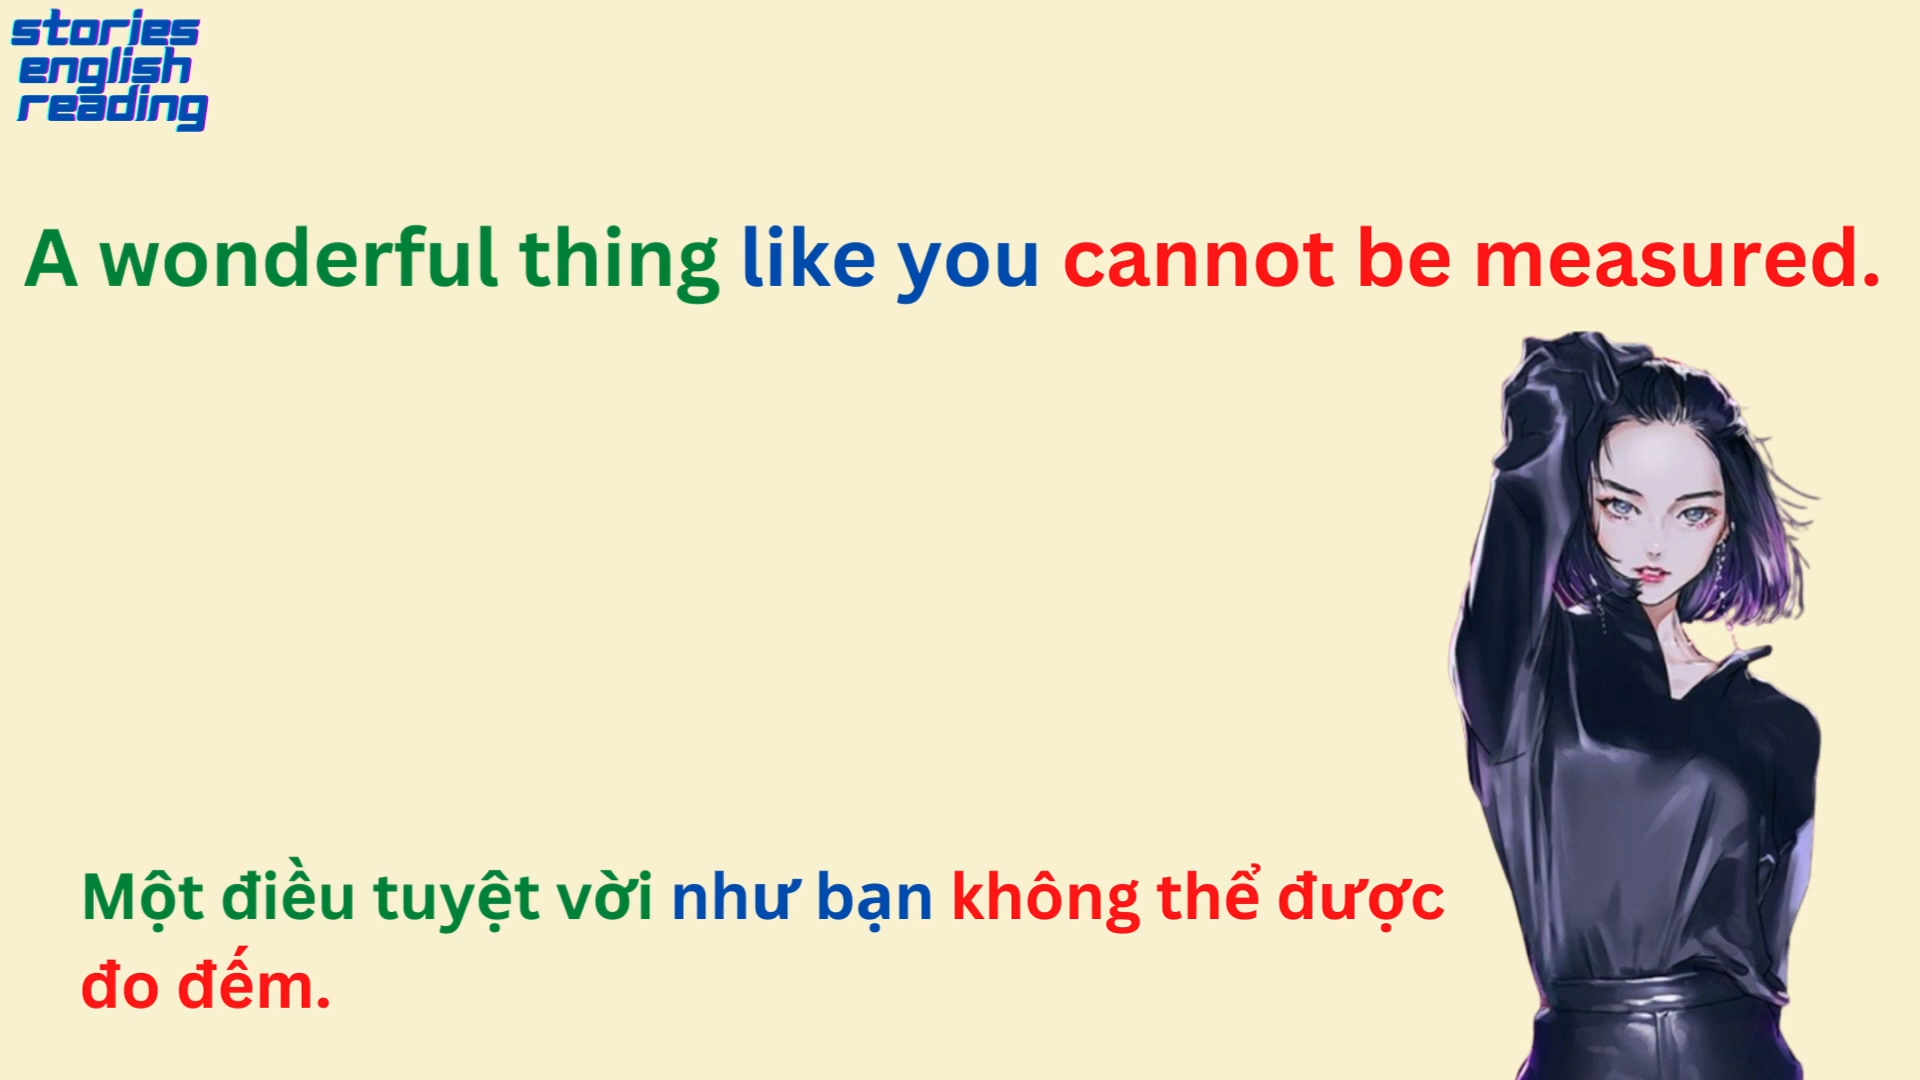 stories
english
reading
A wonderful thing like you cannot be measured.
Một điều tuyệt vời như bạn không thể được
đo đếm.